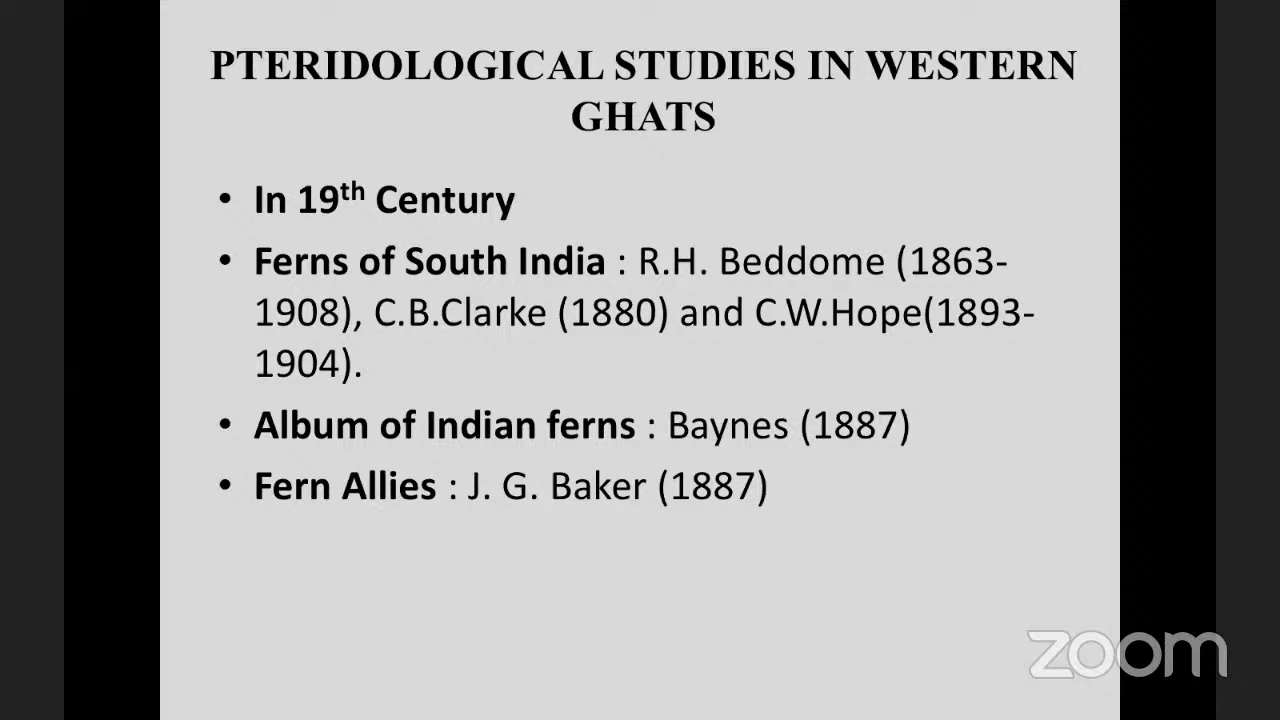 PTERIDOLOGICAL STUDIES IN WESTERN
GHATS
• In 19th Century
• Ferns of South India : R.H. Beddome (1863-
1908), C.B.Clarke (1880) and C.W.Hope(1893-
1904).
• Album of Indian ferns : Baynes (1887)
• Fern Allies : J. G. Baker (1887)
zoom